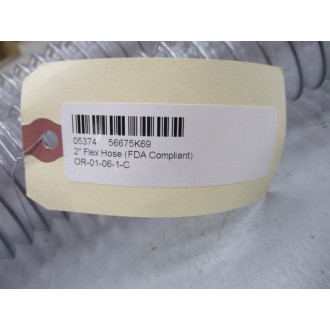 05374 56675K69
2" Flex Hose (FDA Compliant)
OR-01-06-1-C